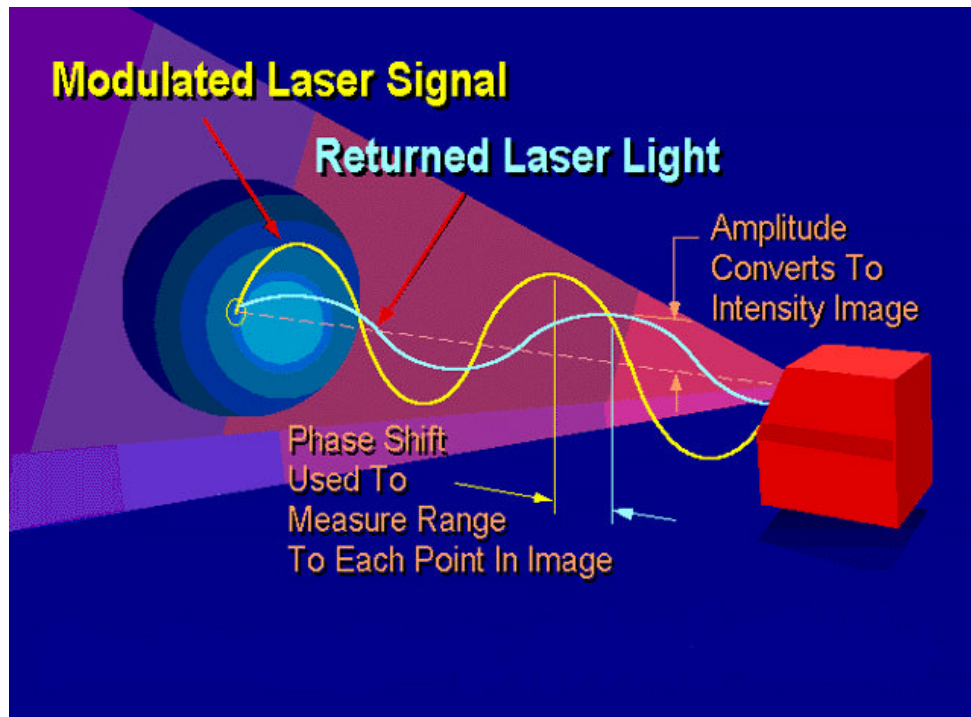 Modulated Laser Signal
Returned Laser Light
Amplitude
Converts To
Intensity Image
Phase Shift
Used To
Measure Range
To Each Point In Image